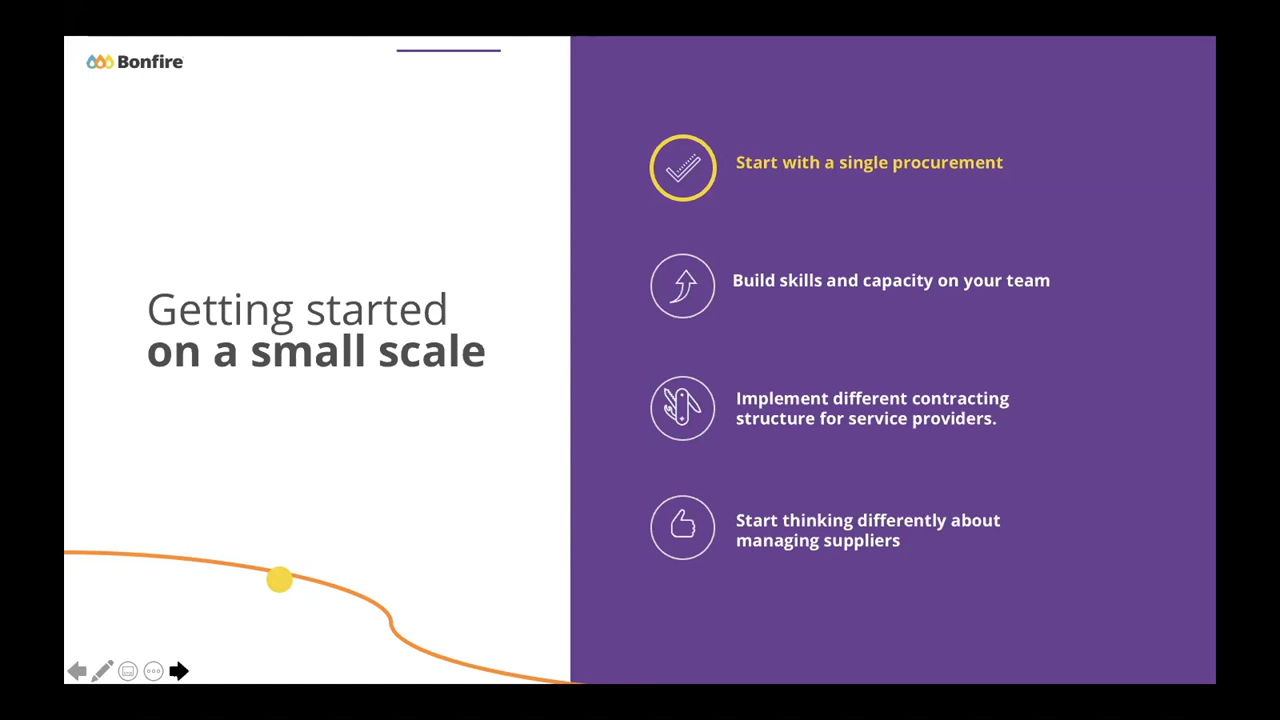 Bonfire
Getting started
on a small scale
Start with a single procurement
Build skills and capacity on your team
Implement different contracting
structure for service providers.
Start thinking differently about
managing suppliers